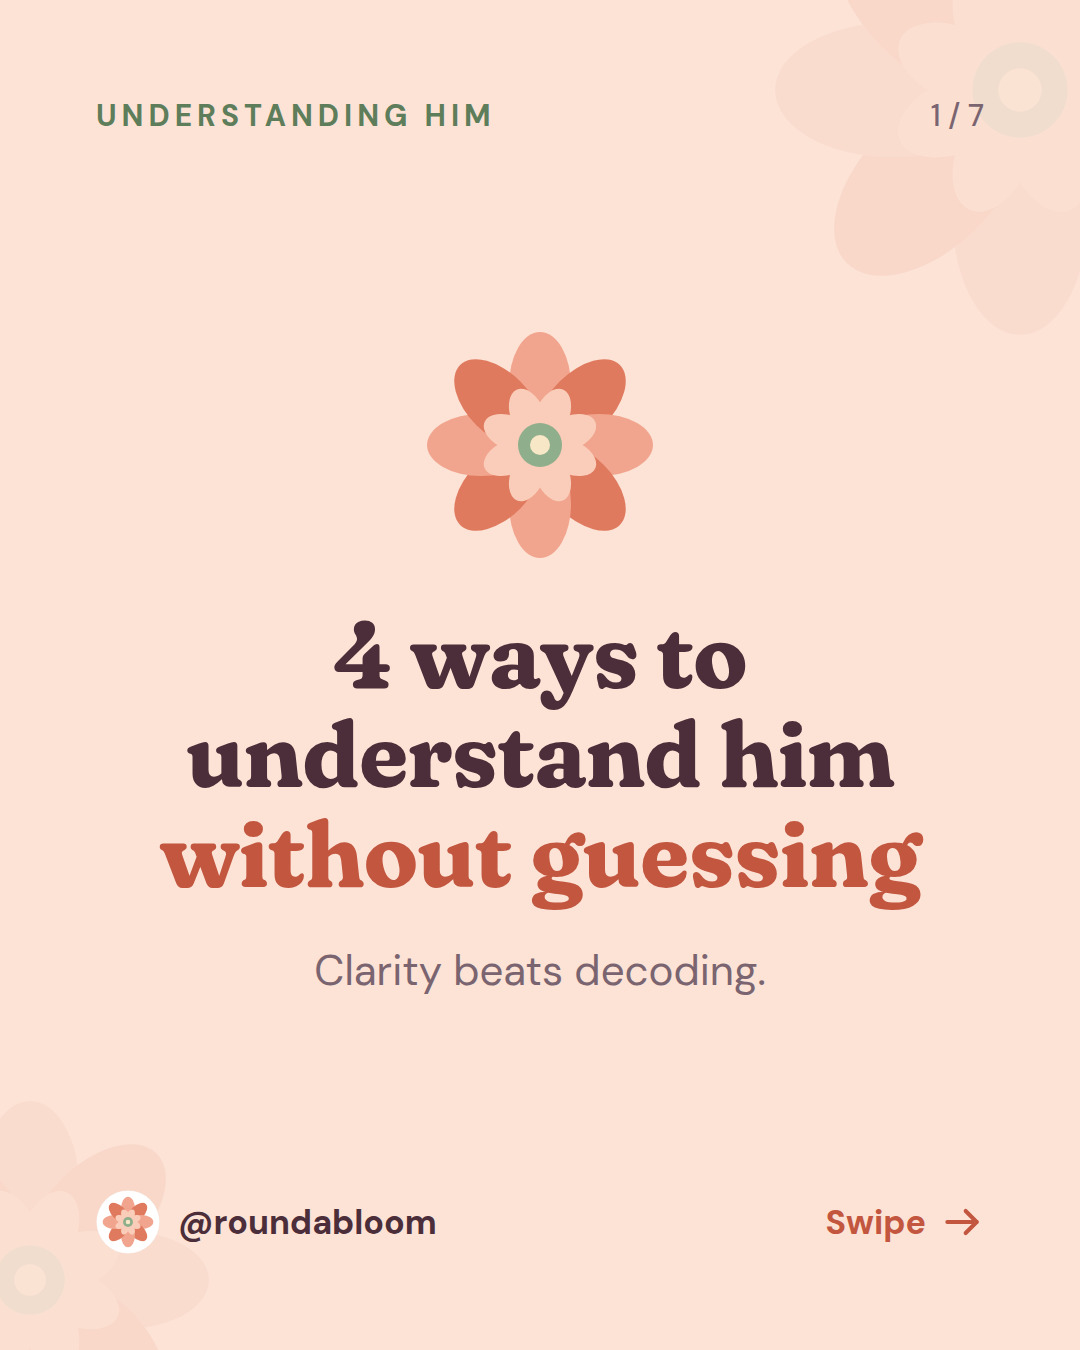 UNDERSTANDING HIM
1 / 7
4 ways to
understand him
without guessing
Clarity beats decoding.
@roundabloom
Swipe →